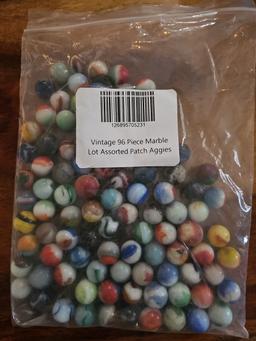 126895705231
Vintage 96 Piece Marble
Lot Assorted Patch Aggies